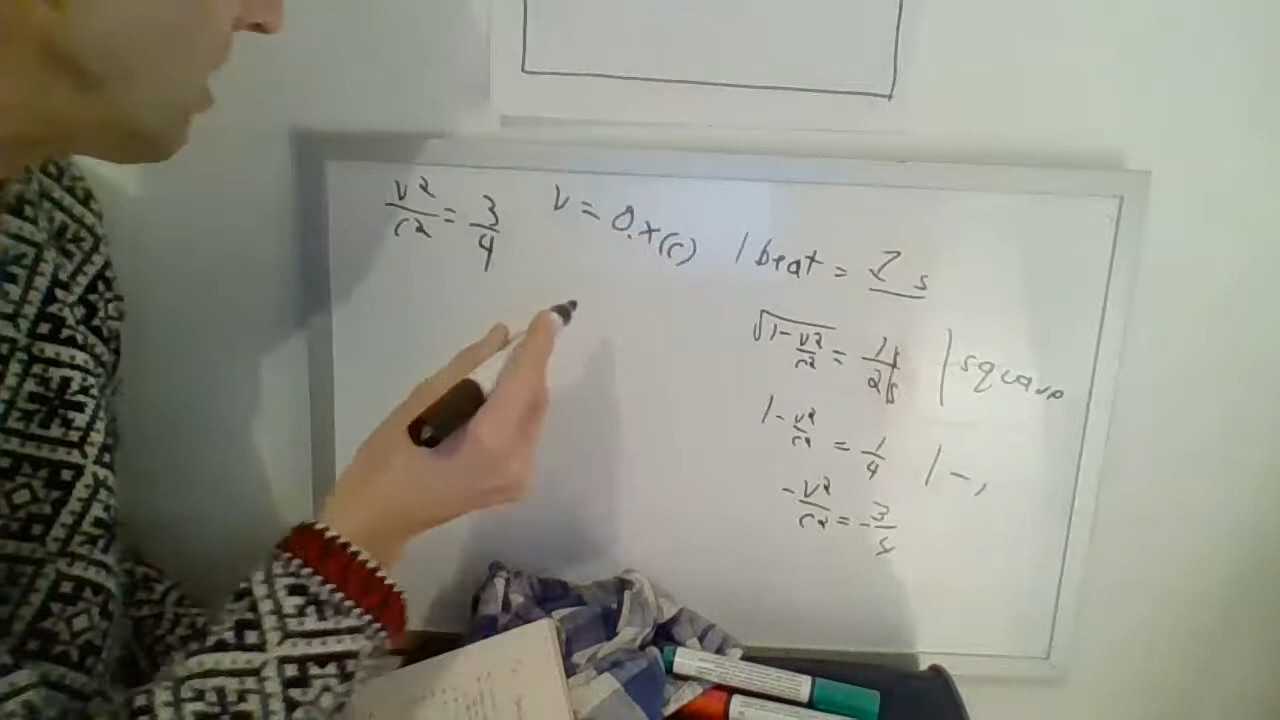 v²/c² = 3/4
v = 0.x(c)
1 beat = 2 s
√1-v²/c² = 1s/2s | square
1-v²/c² = 1/4 | -1
-v²/c² = -3/4